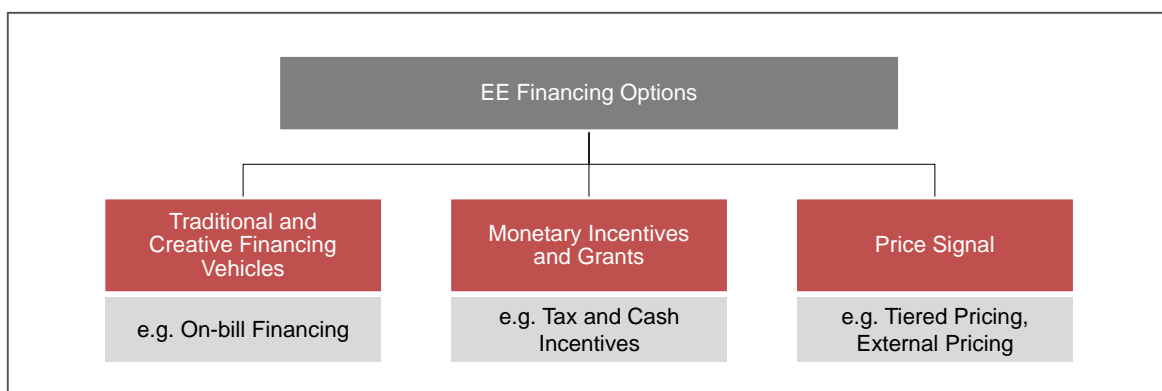 EE Financing Options
Traditional and
Creative Financing
Vehicles
e.g. On-bill Financing
Monetary Incentives
and Grants
e.g. Tax and Cash
Incentives
Price Signal
e.g. Tiered Pricing,
External Pricing